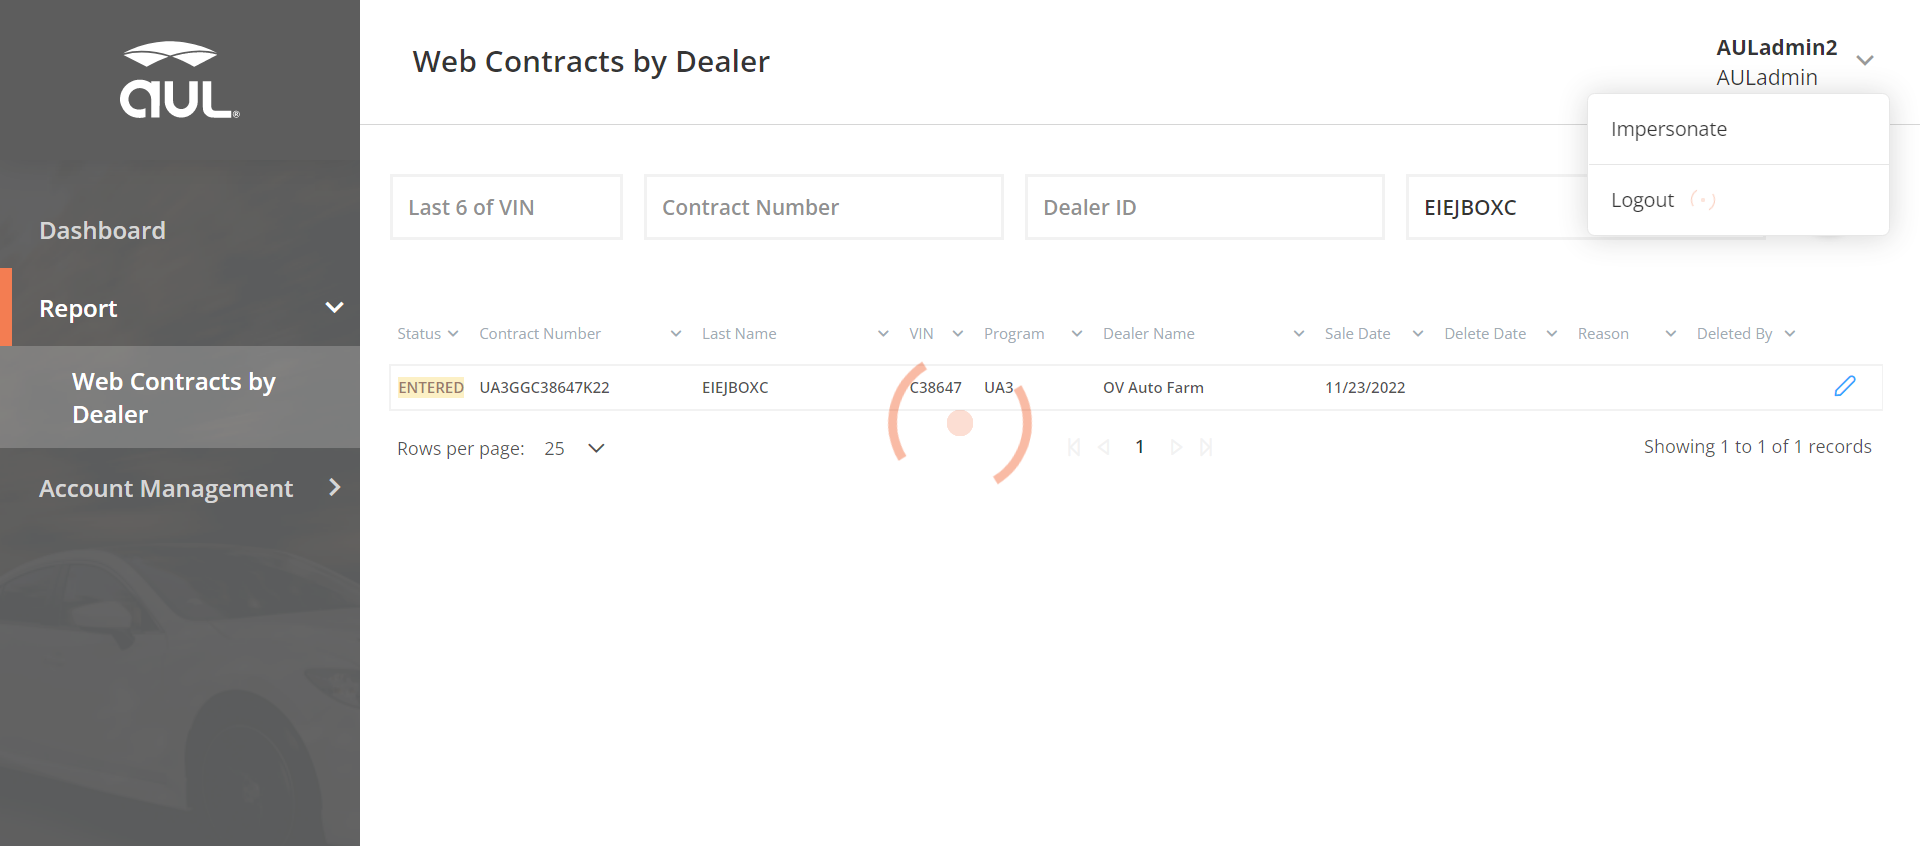 aUL®
Web Contracts by Dealer
AULadmin2
AULadmin
Impersonate
Logout
Dashboard
Report
Web Contracts by
Dealer
Account Management
Last 6 of VIN
Contract Number
Dealer ID
EIEJBOXC
Status Contract Number Last Name VIN Program Dealer Name Sale Date Delete Date Reason Deleted By
ENTERED UA3GGC38647K22 EIEJBOXC C38647 UA3 OV Auto Farm 11/23/2022
Rows per page: 25 1 Showing 1 to 1 of 1 records